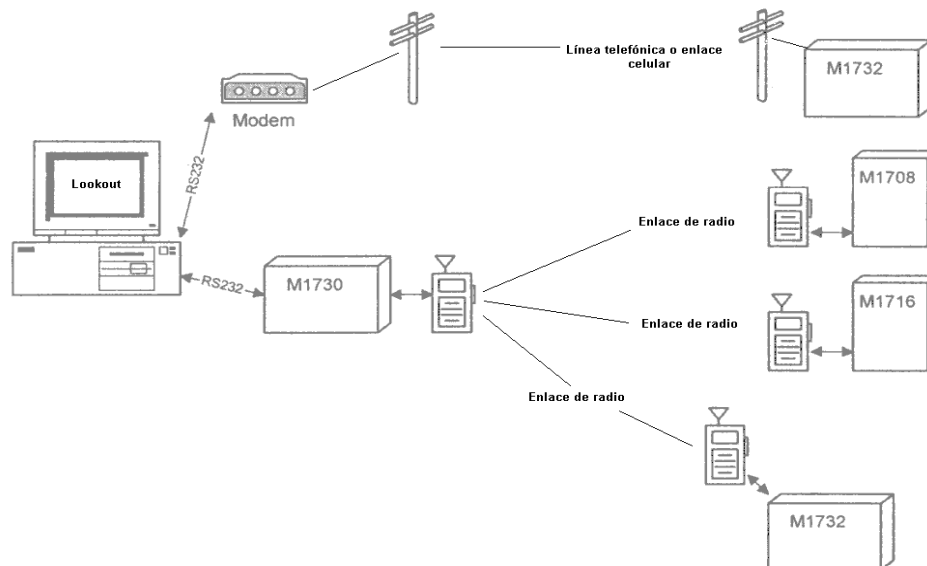 Línea telefónica o enlace
celular
M1732
Modem
RS232
Lookout
M1708
Enlace de radio
RS232
M1730
M1716
Enlace de radio
Enlace de radio
M1732